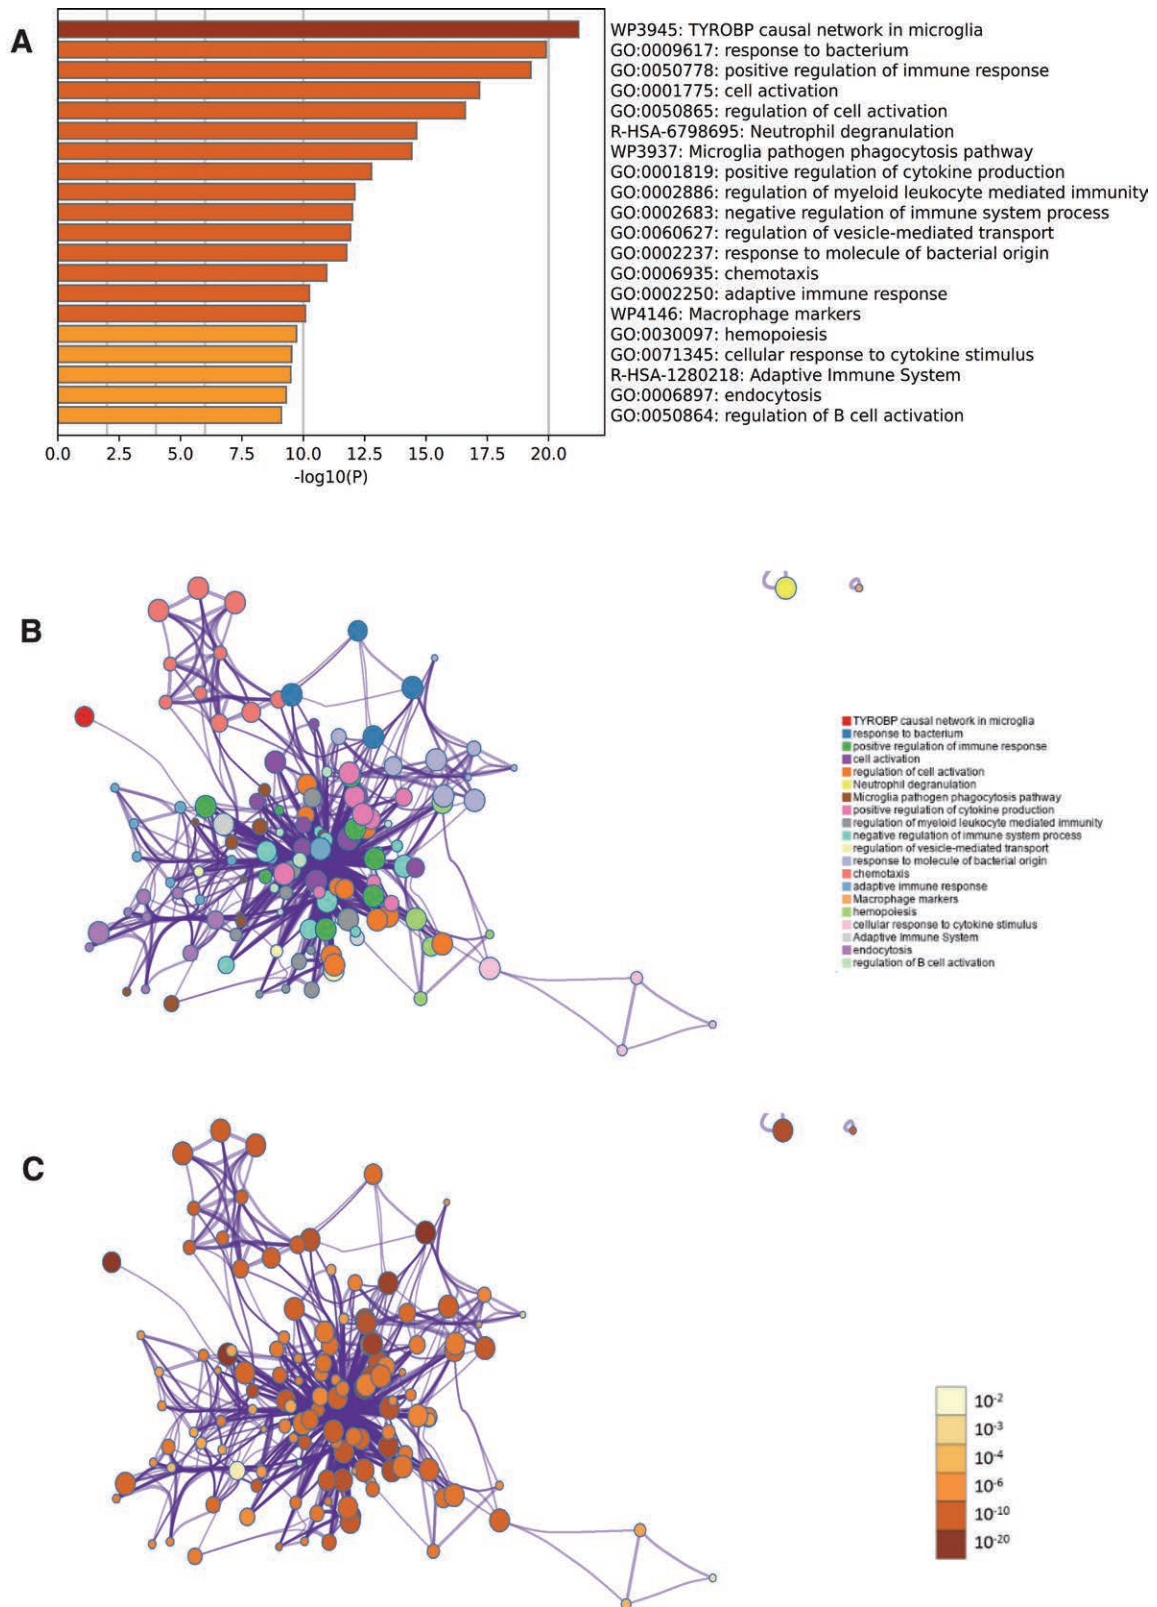 A
WP3945: TYROBP causal network in microglia
GO:0009617: response to bacterium
GO:0050778: positive regulation of immune response
GO:0001775: cell activation
GO:0050865: regulation of cell activation
R-HSA-6798695: Neutrophil degranulation
WP3937: Microglia pathogen phagocytosis pathway
GO:0001819: positive regulation of cytokine production
GO:0002886: regulation of myeloid leukocyte mediated immunity
GO:0002683: negative regulation of immune system process
GO:0060627: regulation of vesicle-mediated transport
GO:0002237: response to molecule of bacterial origin
GO:0006935: chemotaxis
GO:0002250: adaptive immune response
WP4146: Macrophage markers
GO:0030097: hemopoiesis
GO:0071345: cellular response to cytokine stimulus
R-HSA-1280218: Adaptive Immune System
GO:0006897: endocytosis
GO:0050864: regulation of B cell activation
0.0 2.5 5.0 7.5 10.0 12.5 15.0 17.5 20.0
-log10(P)
B
TYROBP causal network in microglia
response to bacterium
positive regulation of immune response
cell activation
regulation of cell activation
Neutrophil degranulation
Microglia pathogen phagocytosis pathway
positive regulation of cytokine production
regulation of myeloid leukocyte mediated immunity
negative regulation of immune system process
regulation of vesicle-mediated transport
response to molecule of bacterial origin
chemotaxis
adaptive immune response
Macrophage markers
hemopoiesis
cellular response to cytokine stimulus
Adaptive Immune System
endocytosis
regulation of B cell activation
C
10⁻²
10⁻³
10⁻⁴
10⁻⁶
10⁻¹⁰
10⁻²⁰